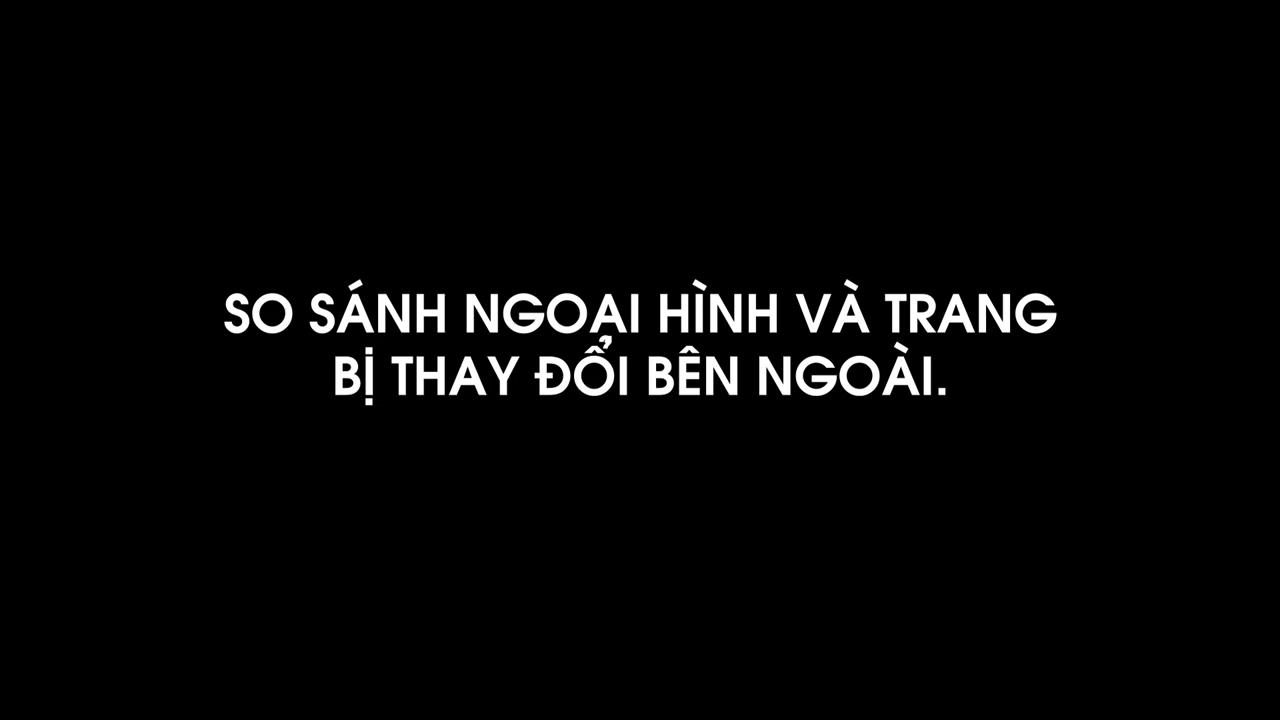 SO SÁNH NGOẠI HÌNH VÀ TRANG
BỊ THAY ĐỔI BÊN NGOÀI.